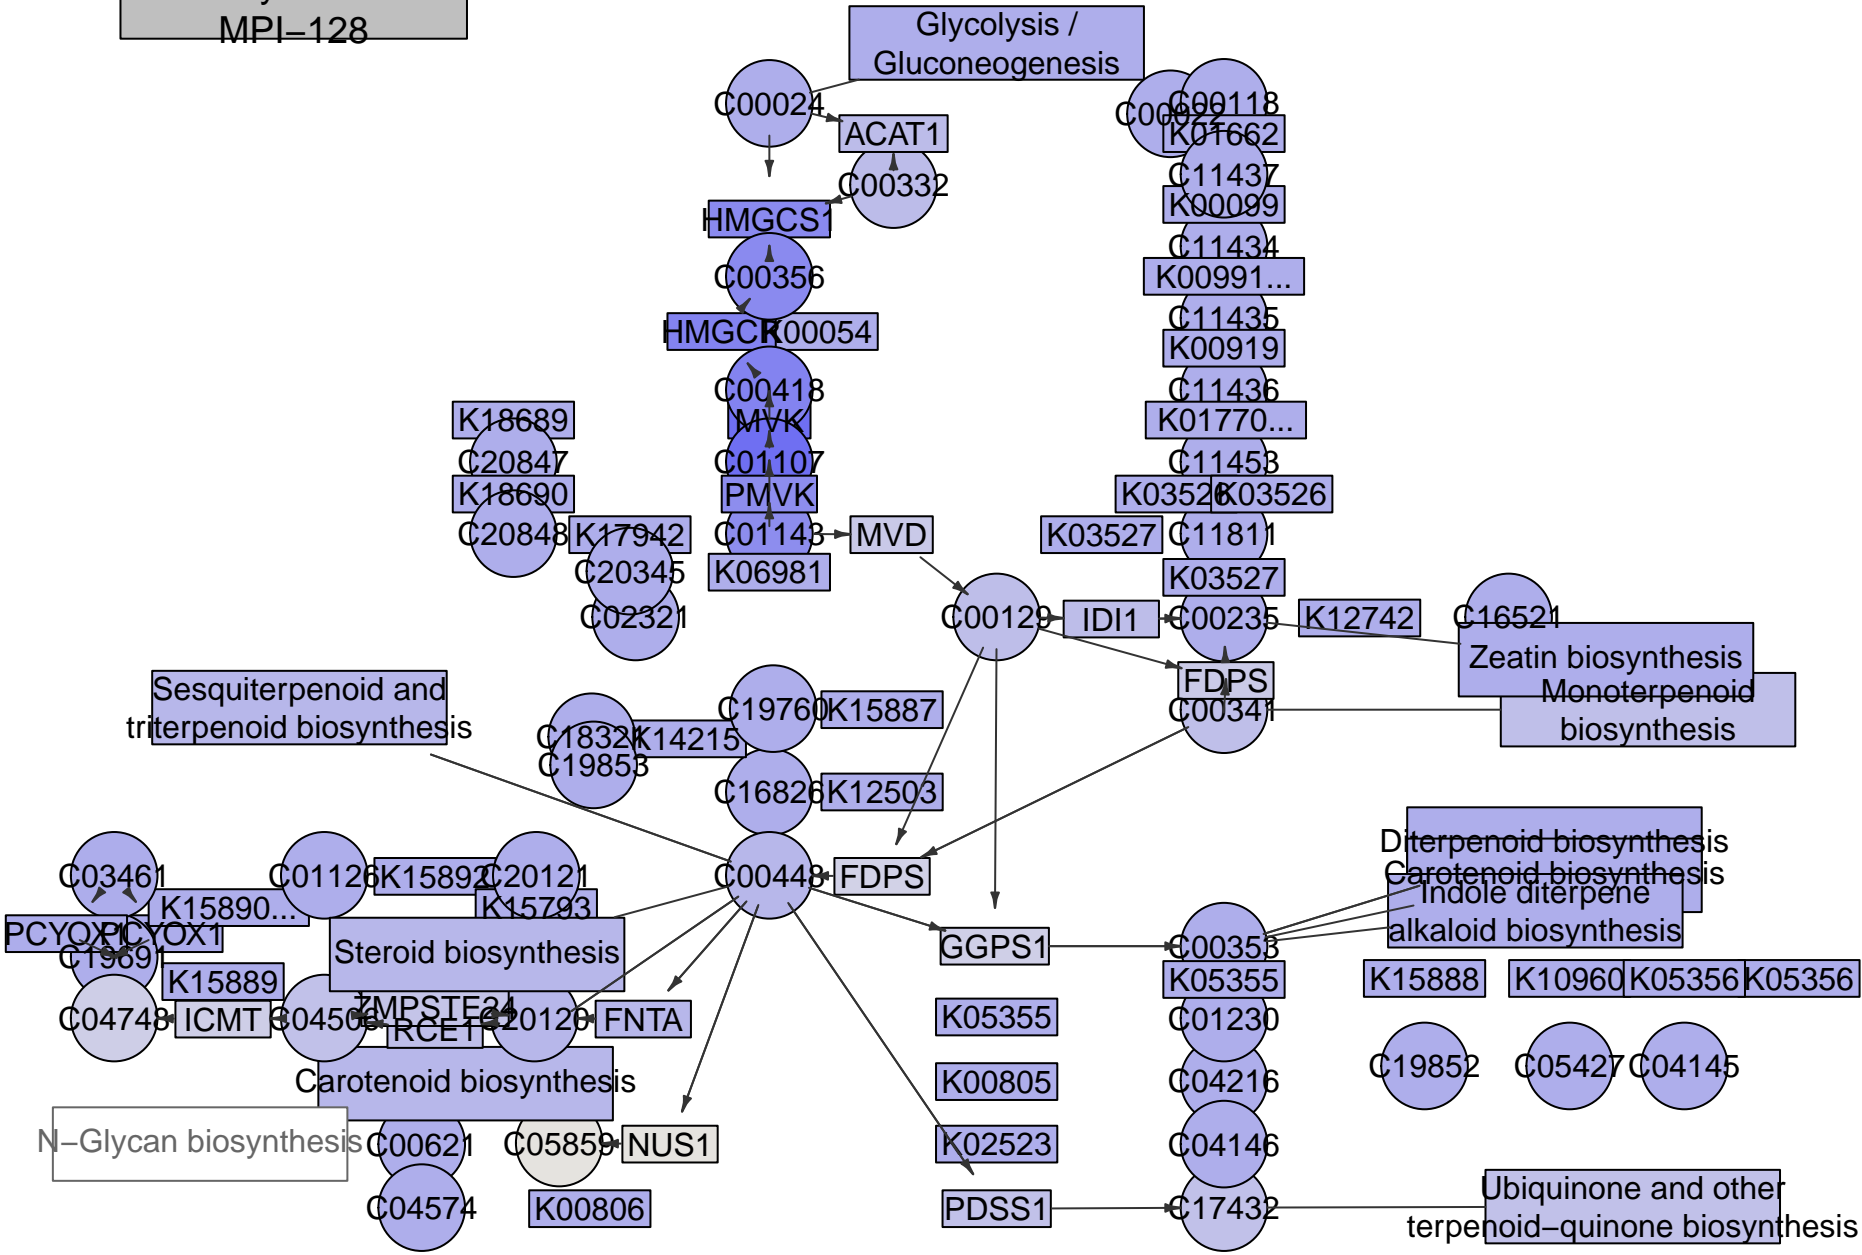 MPI−128
Glycolysis /
Gluconeogenesis
C00024
C00118
C00022
ACAT1
K01662
C00332
C11437
K00099
HMGCS1
C11434
C00356
K00991...
C11435
HMGCR
K00054
K00919
C00418
C11436
K18689
MVK
K01770...
C20847
C01107
C11453
K18690
PMVK
K03526
K03526
C20848
K17942
C01143
MVD
K03527
C11811
C20345
K06981
K03527
C02321
C00129
IDI1
C00235
K12742
C16521
Zeatin biosynthesis
Sesquiterpenoid and
triterpenoid biosynthesis
FDPS
Monoterpenoid
biosynthesis
C19760
K15887
C00341
C18324
K14215
C19853
C16826
K12503
Diterpenoid biosynthesis
Carotenoid biosynthesis
Indole diterpene
alkaloid biosynthesis
C03461
C01126
K15892
C20121
C00448
FDPS
K15890...
K15793
PCYOX1
PCYOX1
C19691
Steroid biosynthesis
GGPS1
C00353
K15889
K05355
K15888
K10960
K05356
K05356
C04748
ICMT
C04506
ZMPSTE24
RCE1
C20120
FNTA
K05355
C01230
Carotenoid biosynthesis
K00805
C04216
C19852
C05427
C04145
N−Glycan biosynthesis
C00621
C05859
NUS1
K02523
C04146
C04574
K00806
PDSS1
C17432
Ubiquinone and other
terpenoid−quinone biosynthesis